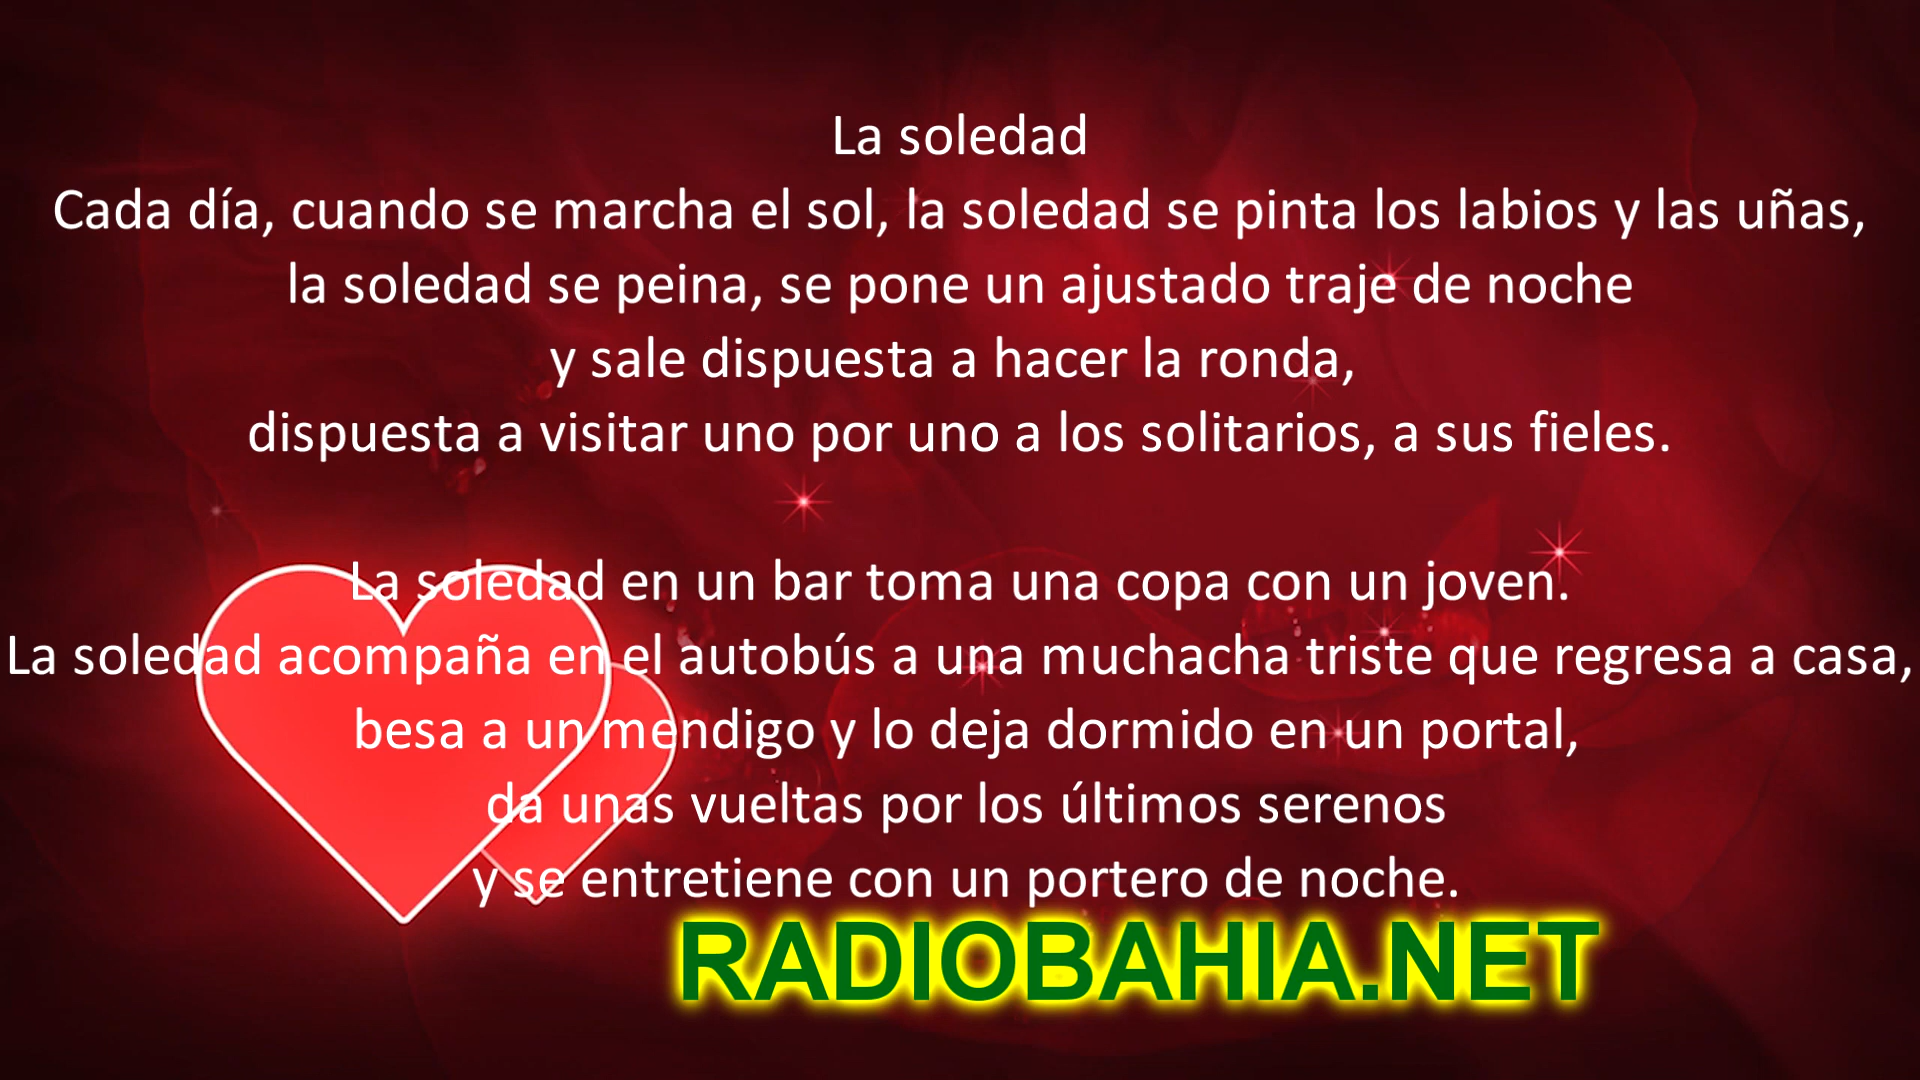 La soledad
Cada día, cuando se marcha el sol, la soledad se pinta los labios y las uñas,
la soledad se peina, se pone un ajustado traje de noche
y sale dispuesta a hacer la ronda,
dispuesta a visitar uno por uno a los solitarios, a sus fieles.
La soledad en un bar toma una copa con un joven.
La soledad acompaña en el autobús a una muchacha triste que regresa a casa,
besa a un mendigo y lo deja dormido en un portal,
da unas vueltas por los últimos serenos
y se entretiene con un portero de noche.
RADIOBAHIA.NET